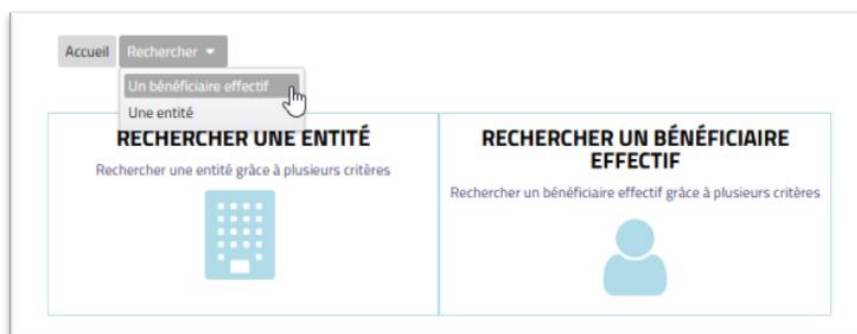 Accueil Rechercher
Un bénéficiaire effectif
Une entité
RECHERCHER UNE ENTITÉ
Rechercher une entité grâce à plusieurs critères
RECHERCHER UN BÉNÉFICIAIRE
EFFECTIF
Rechercher un bénéficiaire effectif grâce à plusieurs critères